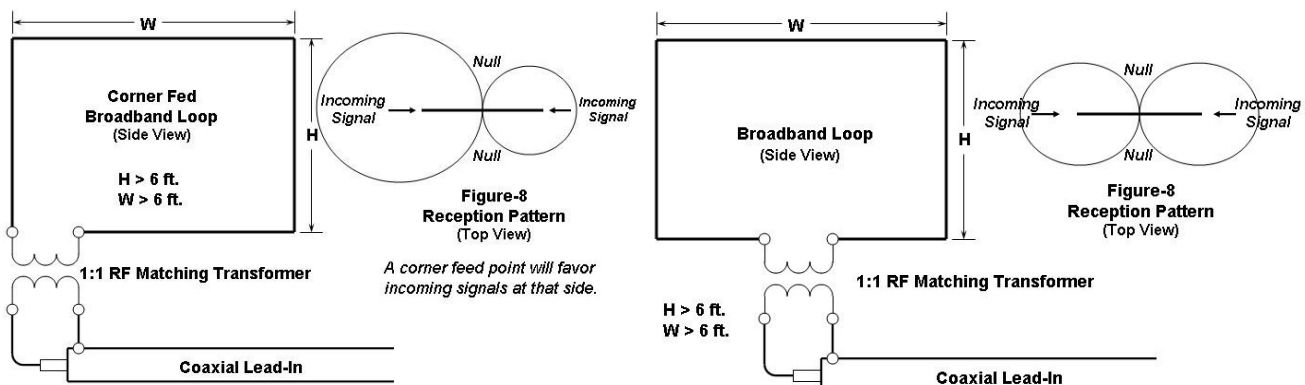 W
Corner Fed
Broadband Loop
(Side View)
H > 6 ft.
W > 6 ft.
H
Null
Incoming
Signal
Incoming
Signal
Null
Figure-8
Reception Pattern
(Top View)
A corner feed point will favor
incoming signals at that side.
1:1 RF Matching Transformer
Coaxial Lead-In
W
Broadband Loop
(Side View)
H
Null
Incoming
Signal
Incoming
Signal
Null
Figure-8
Reception Pattern
(Top View)
1:1 RF Matching Transformer
H > 6 ft.
W > 6 ft.
Coaxial Lead-In